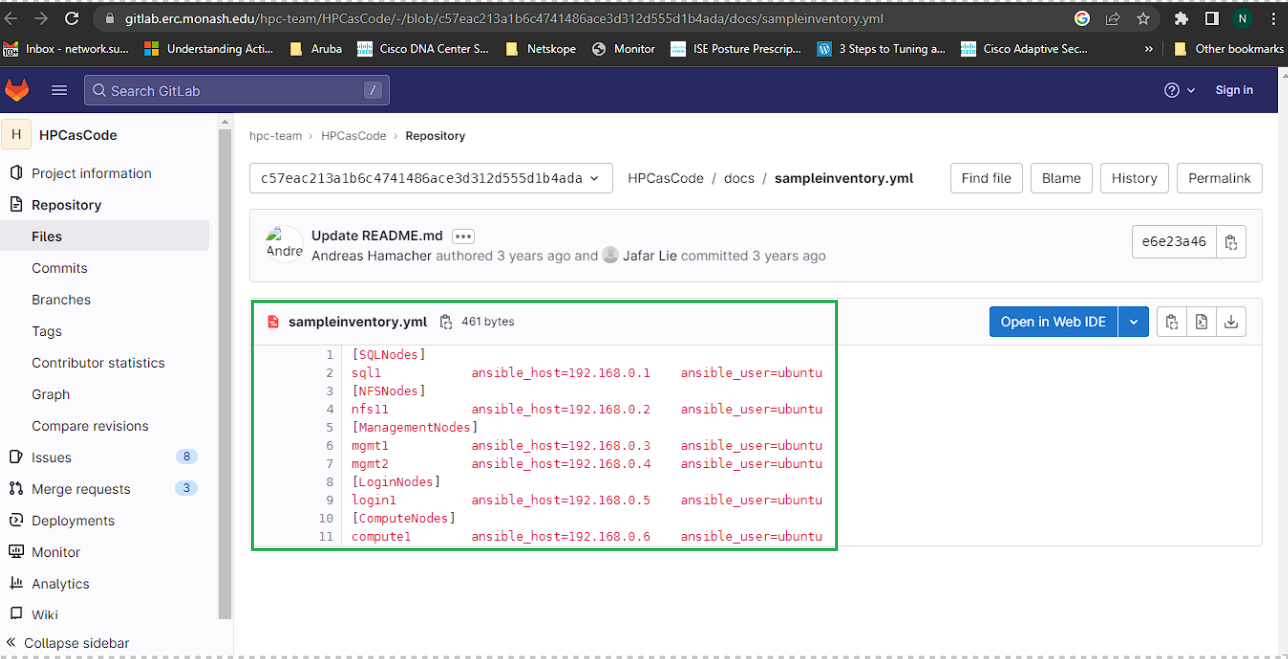 gitlab.erc.monash.edu/hpc-team/HPCasCode/-/blob/c57eac213a1b6c4741486ace3d312d555d1b4ada/docs/sampleinventory.yml N
Inbox - network.su... Understanding Acti... Aruba Cisco DNA Center S... Netskope Monitor ISE Posture Prescrip... 3 Steps to Tuning a... Cisco Adaptive Sec... » Other bookmarks
Search GitLab / Sign in
H HPCasCode
Project information
Repository
Files
Commits
Branches
Tags
Contributor statistics
Graph
Compare revisions
Issues 8
Merge requests 3
Deployments
Monitor
Analytics
Wiki
Collapse sidebar
hpc-team > HPCasCode > Repository
c57eac213a1b6c4741486ace3d312d555d1b4ada HPCasCode / docs / sampleinventory.yml Find file Blame History Permalink
Andre Update README.md
Andreas Hamacher authored 3 years ago and Jafar Lie committed 3 years ago
e6e23a46
sampleinventory.yml 461 bytes Open in Web IDE
1 [SQLNodes]
2 sql1 ansible_host=192.168.0.1 ansible_user=ubuntu
3 [NFSNodes]
4 nfs11 ansible_host=192.168.0.2 ansible_user=ubuntu
5 [ManagementNodes]
6 mgmt1 ansible_host=192.168.0.3 ansible_user=ubuntu
7 mgmt2 ansible_host=192.168.0.4 ansible_user=ubuntu
8 [LoginNodes]
9 login1 ansible_host=192.168.0.5 ansible_user=ubuntu
10 [ComputeNodes]
11 compute1 ansible_host=192.168.0.6 ansible_user=ubuntu